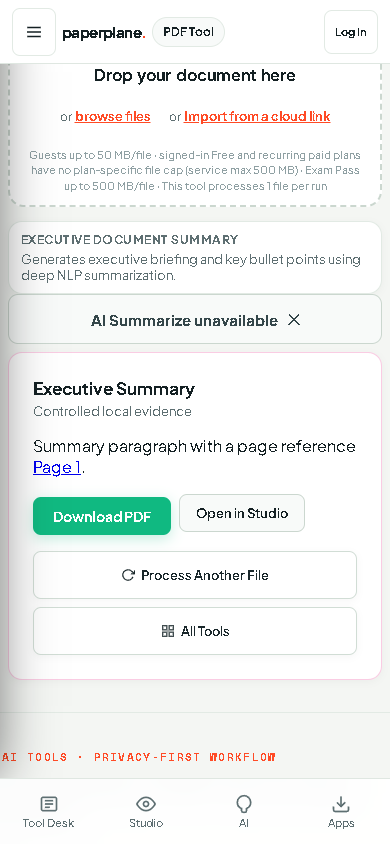 paperplane. PDF Tool Log In
Drop your document here
or browse files or Import from a cloud link
Guests up to 50 MB/file · signed-in Free and recurring paid plans
have no plan-specific file cap (service max 500 MB) · Exam Pass
up to 500 MB/file · This tool processes 1 file per run
EXECUTIVE DOCUMENT SUMMARY
Generates executive briefing and key bullet points using
deep NLP summarization.
AI Summarize unavailable
Executive Summary
Controlled local evidence
Summary paragraph with a page reference
Page 1.
Download PDF Open in Studio
Process Another File
All Tools
AI TOOLS · PRIVACY-FIRST WORKFLOW
Tool Desk Studio AI Apps